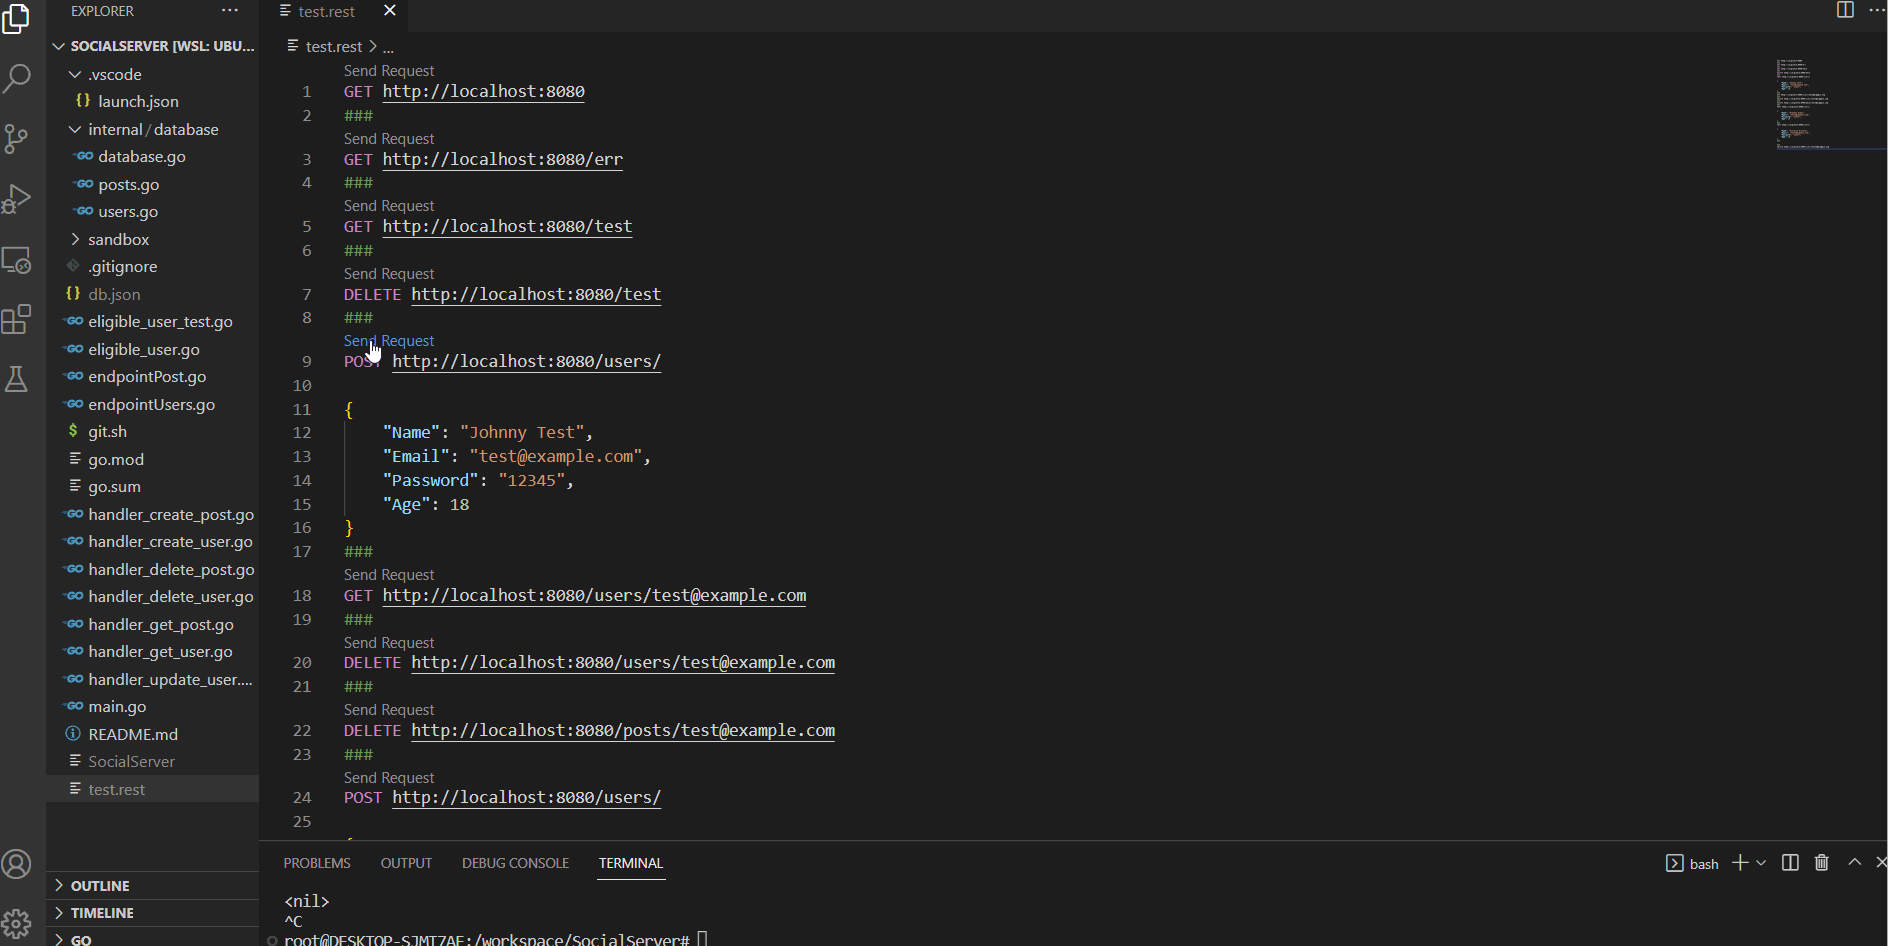 EXPLORER
SOCIALSERVER [WSL: UBU...
.vscode
launch.json
internal / database
database.go
posts.go
users.go
sandbox
.gitignore
db.json
eligible_user_test.go
eligible_user.go
endpointPost.go
endpointUsers.go
git.sh
go.mod
go.sum
handler_create_post.go
handler_create_user.go
handler_delete_post.go
handler_delete_user.go
handler_get_post.go
handler_get_user.go
handler_update_user....
main.go
README.md
SocialServer
test.rest
OUTLINE
TIMELINE
GO
test.rest
test.rest > ...
Send Request
1 GET http://localhost:8080
2 ###
Send Request
3 GET http://localhost:8080/err
4 ###
Send Request
5 GET http://localhost:8080/test
6 ###
Send Request
7 DELETE http://localhost:8080/test
8 ###
Send Request
9 POST http://localhost:8080/users/
10
11 {
12 "Name": "Johnny Test",
13 "Email": "test@example.com",
14 "Password": "12345",
15 "Age": 18
16 }
17 ###
Send Request
18 GET http://localhost:8080/users/test@example.com
19 ###
Send Request
20 DELETE http://localhost:8080/users/test@example.com
21 ###
Send Request
22 DELETE http://localhost:8080/posts/test@example.com
23 ###
Send Request
24 POST http://localhost:8080/users/
25
PROBLEMS OUTPUT DEBUG CONSOLE TERMINAL bash
<nil>
^C
root@DESKTOP-SJMT7AF:/workspace/SocialServer#